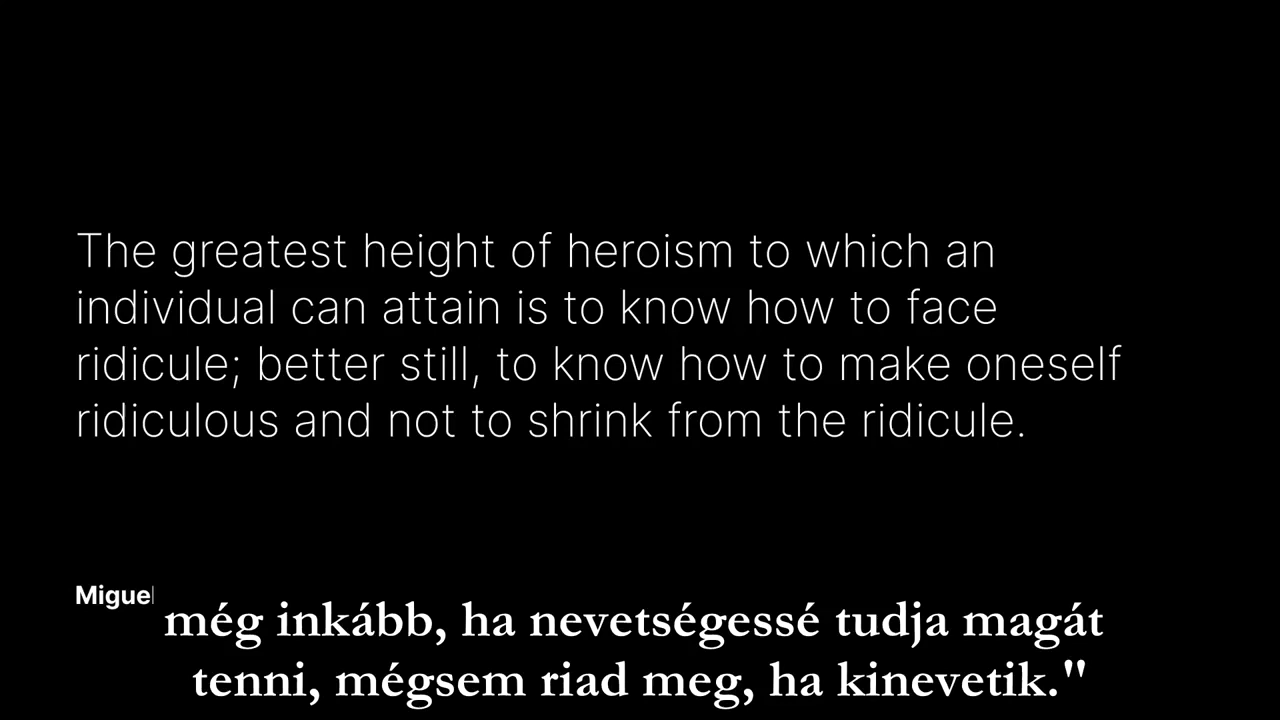 The greatest height of heroism to which an
individual can attain is to know how to face
ridicule; better still, to know how to make oneself
ridiculous and not to shrink from the ridicule.
Miguel
még inkább, ha nevetségessé tudja magát
tenni, mégsem riad meg, ha kinevetik."